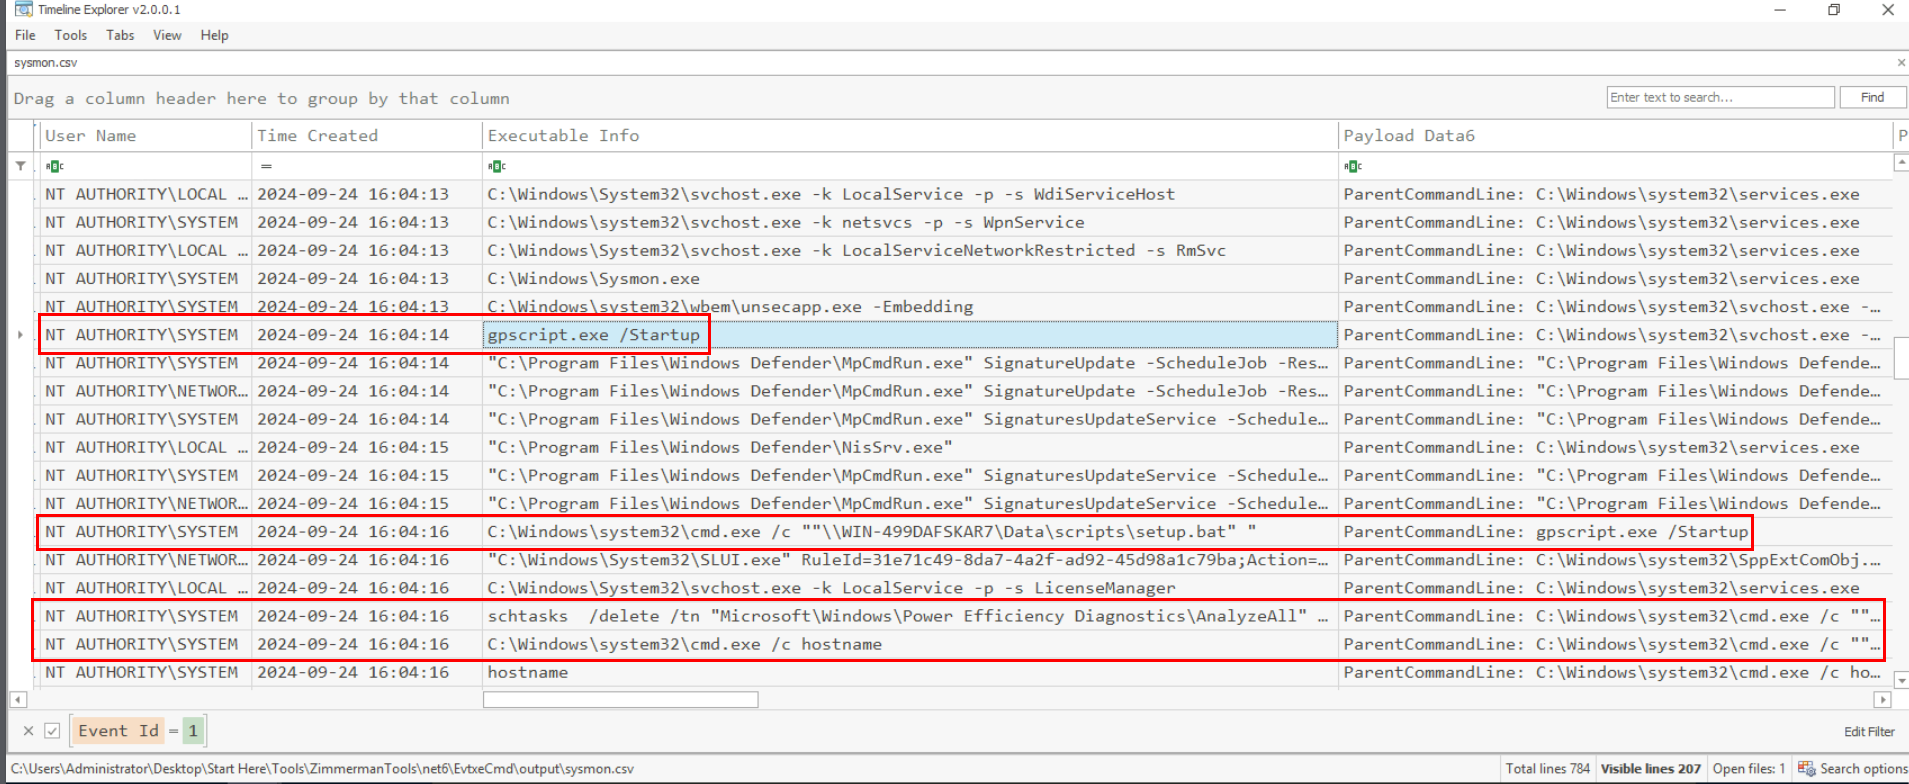 Timeline Explorer v2.0.0.1
File Tools Tabs View Help
sysmon.csv
Drag a column header here to group by that column
Enter text to search... Find
User Name Time Created Executable Info Payload Data6 P
=
NT AUTHORITY\LOCAL … 2024-09-24 16:04:13 C:\Windows\System32\svchost.exe -k LocalService -p -s WdiServiceHost ParentCommandLine: C:\Windows\system32\services.exe
NT AUTHORITY\SYSTEM 2024-09-24 16:04:13 C:\Windows\System32\svchost.exe -k netsvcs -p -s WpnService ParentCommandLine: C:\Windows\system32\services.exe
NT AUTHORITY\LOCAL … 2024-09-24 16:04:13 C:\Windows\System32\svchost.exe -k LocalServiceNetworkRestricted -s RmSvc ParentCommandLine: C:\Windows\system32\services.exe
NT AUTHORITY\SYSTEM 2024-09-24 16:04:13 C:\Windows\Sysmon.exe ParentCommandLine: C:\Windows\system32\services.exe
NT AUTHORITY\SYSTEM 2024-09-24 16:04:13 C:\Windows\system32\wbem\unsecapp.exe -Embedding ParentCommandLine: C:\Windows\system32\svchost.exe -…
NT AUTHORITY\SYSTEM 2024-09-24 16:04:14 gpscript.exe /Startup ParentCommandLine: C:\Windows\system32\svchost.exe -…
NT AUTHORITY\SYSTEM 2024-09-24 16:04:14 "C:\Program Files\Windows Defender\MpCmdRun.exe" SignatureUpdate -ScheduleJob -Res… ParentCommandLine: "C:\Program Files\Windows Defende…
NT AUTHORITY\NETWOR… 2024-09-24 16:04:14 "C:\Program Files\Windows Defender\MpCmdRun.exe" SignatureUpdate -ScheduleJob -Res… ParentCommandLine: "C:\Program Files\Windows Defende…
NT AUTHORITY\SYSTEM 2024-09-24 16:04:14 "C:\Program Files\Windows Defender\MpCmdRun.exe" SignaturesUpdateService -Schedule… ParentCommandLine: "C:\Program Files\Windows Defende…
NT AUTHORITY\LOCAL … 2024-09-24 16:04:15 "C:\Program Files\Windows Defender\NisSrv.exe" ParentCommandLine: C:\Windows\system32\services.exe
NT AUTHORITY\SYSTEM 2024-09-24 16:04:15 "C:\Program Files\Windows Defender\MpCmdRun.exe" SignaturesUpdateService -Schedule… ParentCommandLine: "C:\Program Files\Windows Defende…
NT AUTHORITY\NETWOR… 2024-09-24 16:04:15 "C:\Program Files\Windows Defender\MpCmdRun.exe" SignaturesUpdateService -Schedule… ParentCommandLine: "C:\Program Files\Windows Defende…
NT AUTHORITY\SYSTEM 2024-09-24 16:04:16 C:\Windows\system32\cmd.exe /c ""\\WIN-499DAFSKAR7\Data\scripts\setup.bat" " ParentCommandLine: gpscript.exe /Startup
NT AUTHORITY\NETWOR… 2024-09-24 16:04:16 "C:\Windows\System32\SLUI.exe" RuleId=31e71c49-8da7-4a2f-ad92-45d98a1c79ba;Action=… ParentCommandLine: C:\Windows\system32\SppExtComObj.…
NT AUTHORITY\LOCAL … 2024-09-24 16:04:16 C:\Windows\System32\svchost.exe -k LocalService -p -s LicenseManager ParentCommandLine: C:\Windows\system32\services.exe
NT AUTHORITY\SYSTEM 2024-09-24 16:04:16 schtasks  /delete /tn "Microsoft\Windows\Power Efficiency Diagnostics\AnalyzeAll" … ParentCommandLine: C:\Windows\system32\cmd.exe /c ""…
NT AUTHORITY\SYSTEM 2024-09-24 16:04:16 C:\Windows\system32\cmd.exe /c hostname ParentCommandLine: C:\Windows\system32\cmd.exe /c ""…
NT AUTHORITY\SYSTEM 2024-09-24 16:04:16 hostname ParentCommandLine: C:\Windows\system32\cmd.exe /c ho…
Event Id = 1 Edit Filter
C:\Users\Administrator\Desktop\Start Here\Tools\ZimmermanTools\net6\EvtxeCmd\output\sysmon.csv Total lines 784 Visible lines 207 Open files: 1 Search options